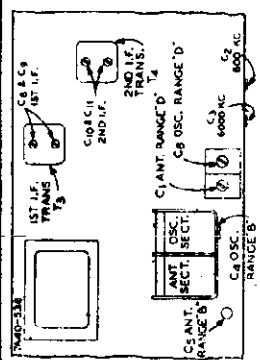 C8 & C9
1ST I.F.
2ND I.F.
TRANS.
T4
C10 & C11
2ND I.F.
1ST I.F.
TRANS
T3
C1 ANT. RANGE "D"
C6 OSC. RANGE "D"
C3
6000 KC
C2
600 KC
ANT
SECT.
OSC.
SECT.
C4 OSC.
RANGE "B"
C5 ANT.
RANGE "B"